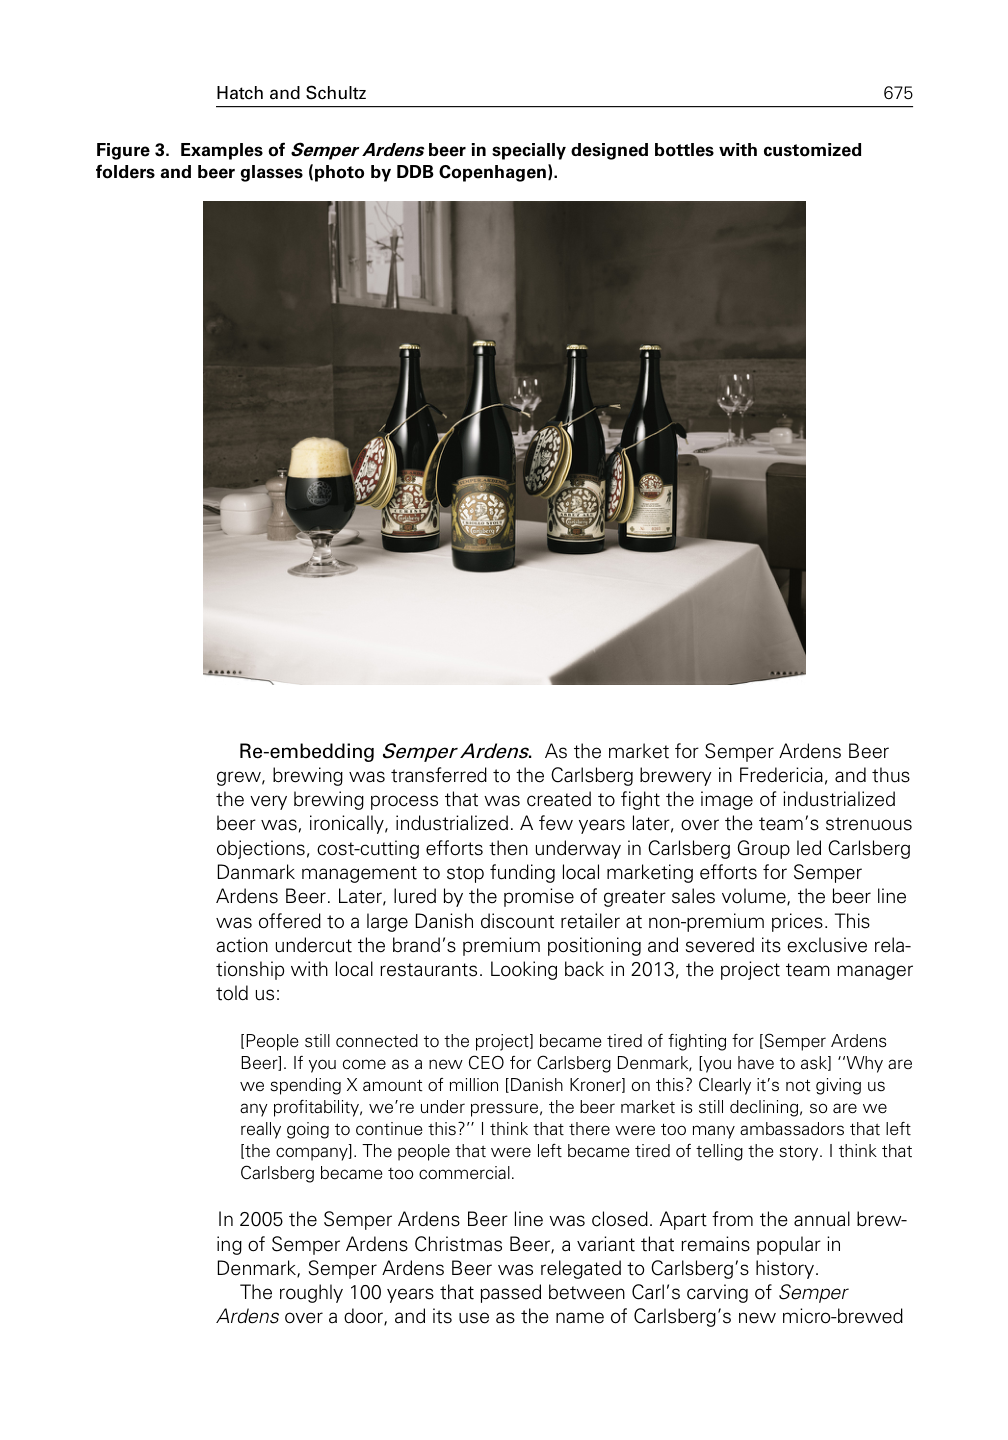 Hatch and Schultz 675
Figure 3. Examples of Semper Ardens beer in specially designed bottles with customized
folders and beer glasses (photo by DDB Copenhagen).
SEMPER ARDENS
Carlsberg
Re-embedding Semper Ardens. As the market for Semper Ardens Beer
grew, brewing was transferred to the Carlsberg brewery in Fredericia, and thus
the very brewing process that was created to fight the image of industrialized
beer was, ironically, industrialized. A few years later, over the team’s strenuous
objections, cost-cutting efforts then underway in Carlsberg Group led Carlsberg
Danmark management to stop funding local marketing efforts for Semper
Ardens Beer. Later, lured by the promise of greater sales volume, the beer line
was offered to a large Danish discount retailer at non-premium prices. This
action undercut the brand’s premium positioning and severed its exclusive rela-
tionship with local restaurants. Looking back in 2013, the project team manager
told us:
[People still connected to the project] became tired of fighting for [Semper Ardens
Beer]. If you come as a new CEO for Carlsberg Denmark, [you have to ask] ‘‘Why are
we spending X amount of million [Danish Kroner] on this? Clearly it’s not giving us
any profitability, we’re under pressure, the beer market is still declining, so are we
really going to continue this?’’ I think that there were too many ambassadors that left
[the company]. The people that were left became tired of telling the story. I think that
Carlsberg became too commercial.
In 2005 the Semper Ardens Beer line was closed. Apart from the annual brew-
ing of Semper Ardens Christmas Beer, a variant that remains popular in
Denmark, Semper Ardens Beer was relegated to Carlsberg’s history.
The roughly 100 years that passed between Carl’s carving of Semper
Ardens over a door, and its use as the name of Carlsberg’s new micro-brewed